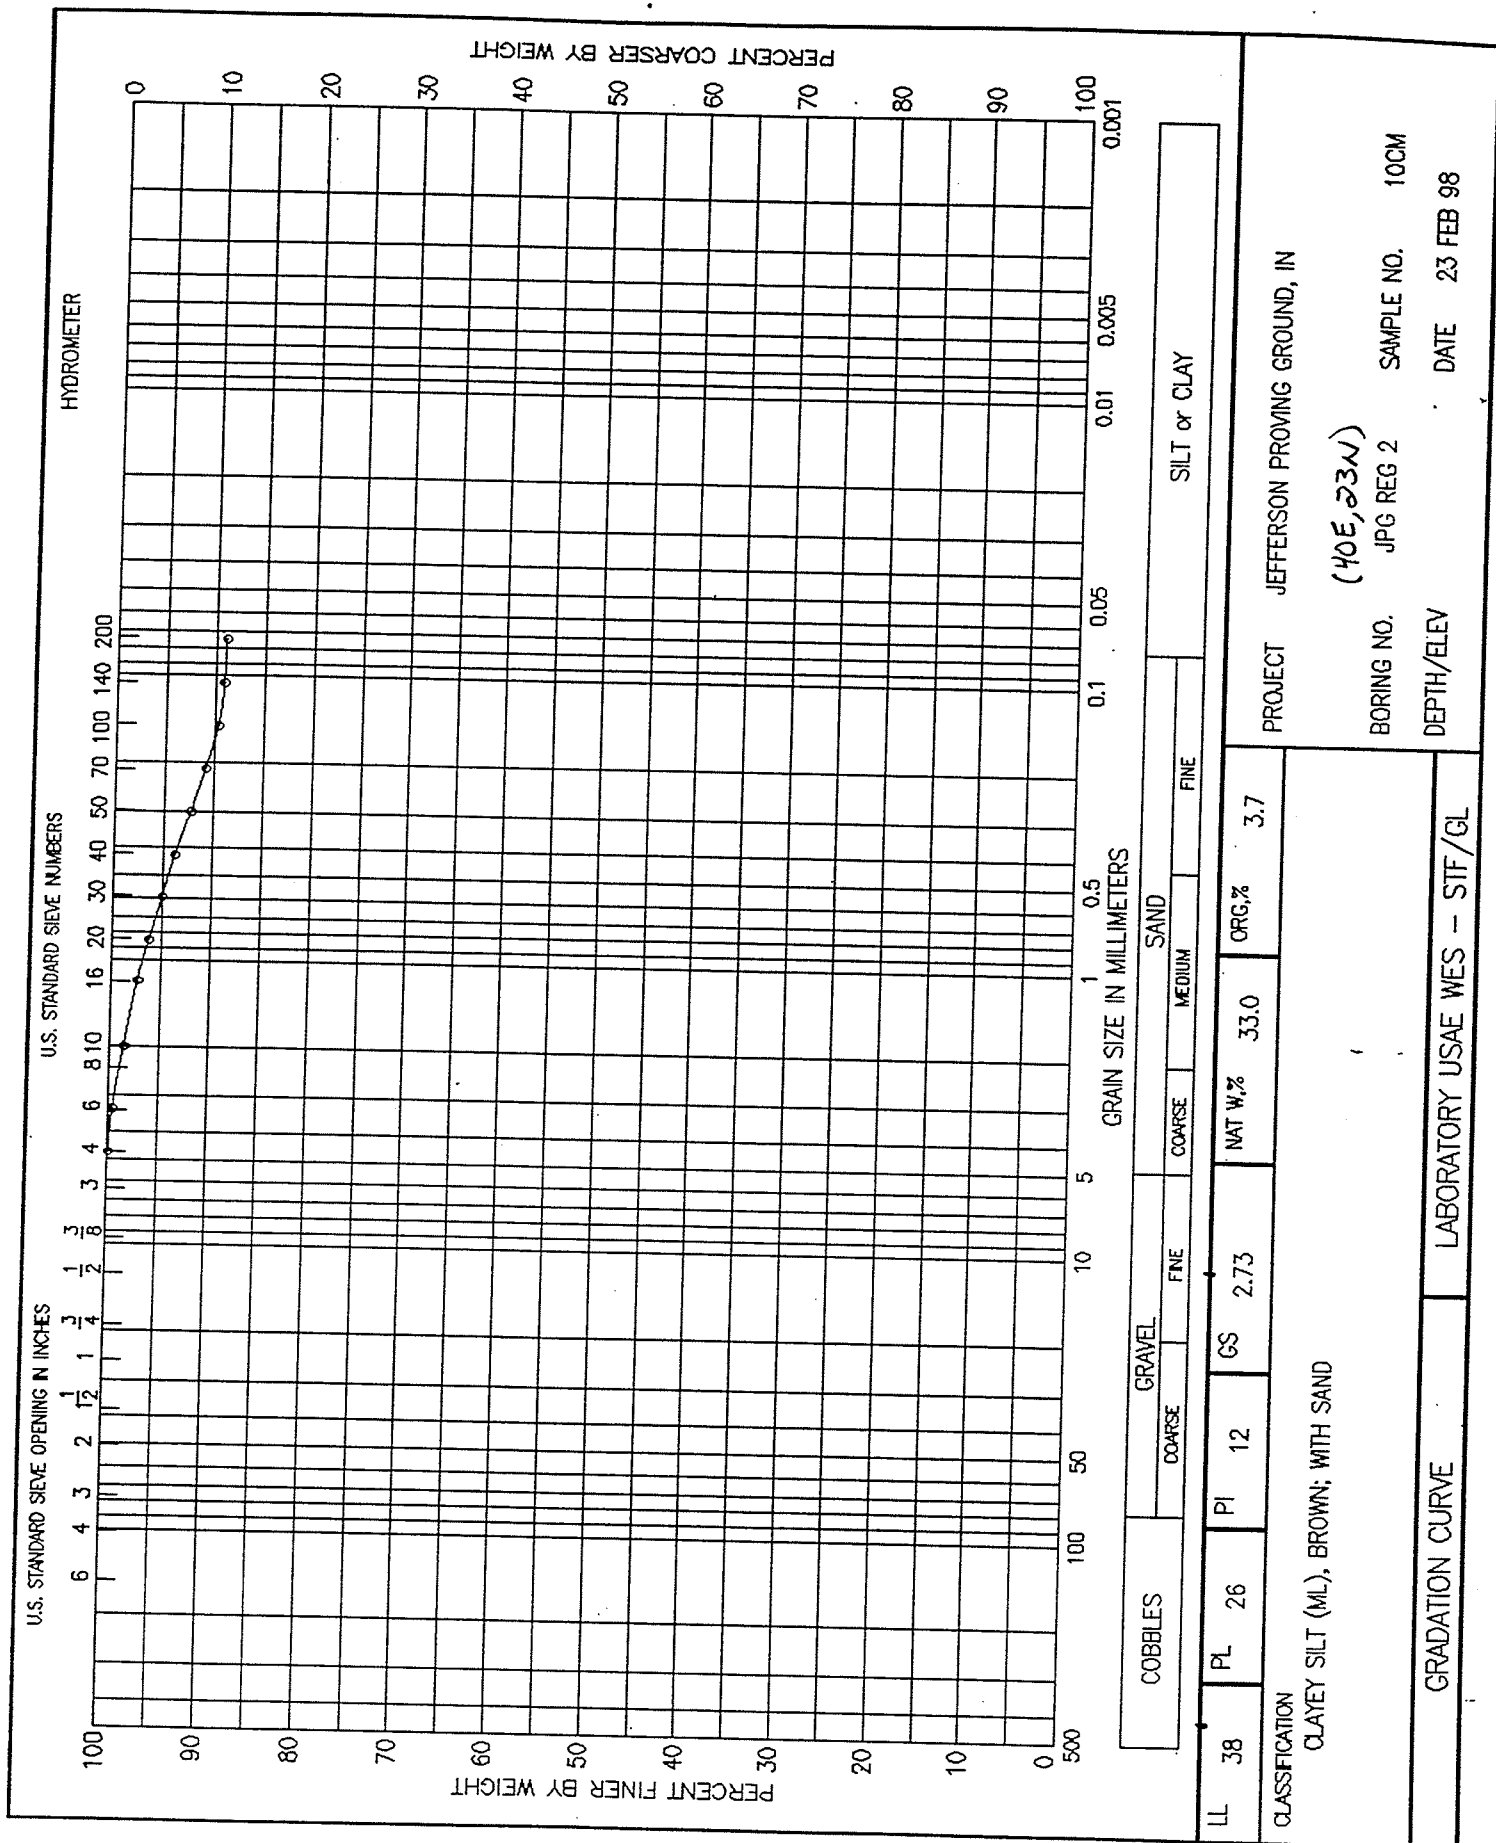 U.S. STANDARD SIEVE OPENING IN INCHES U.S. STANDARD SIEVE NUMBERS HYDROMETER
6 4 3 2 1 1/2 1 3/4 1/2 3/8 3 4 6 8 10 16 20 30 40 50 70 100 140 200
PERCENT FINER BY WEIGHT
100
90
80
70
60
50
40
30
20
10
0
PERCENT COARSER BY WEIGHT
0
10
20
30
40
50
60
70
80
90
100
500 100 50 10 5 1 0.5 0.1 0.05 0.01 0.005 0.001
GRAIN SIZE IN MILLIMETERS
COBBLES GRAVEL SAND SILT or CLAY
COARSE FINE COARSE MEDIUM FINE
LL 38 PL 26 PI 12 GS 2.73 NAT W,% 33.0 ORG,% 3.7
CLASSIFICATION
CLAYEY SILT (ML), BROWN; WITH SAND
PROJECT JEFFERSON PROVING GROUND, IN
(40E, 23N)
BORING NO. JPG REG 2 SAMPLE NO. 10CM
DEPTH/ELEV DATE 23 FEB 98
GRADATION CURVE LABORATORY USAE WES - STF/GL